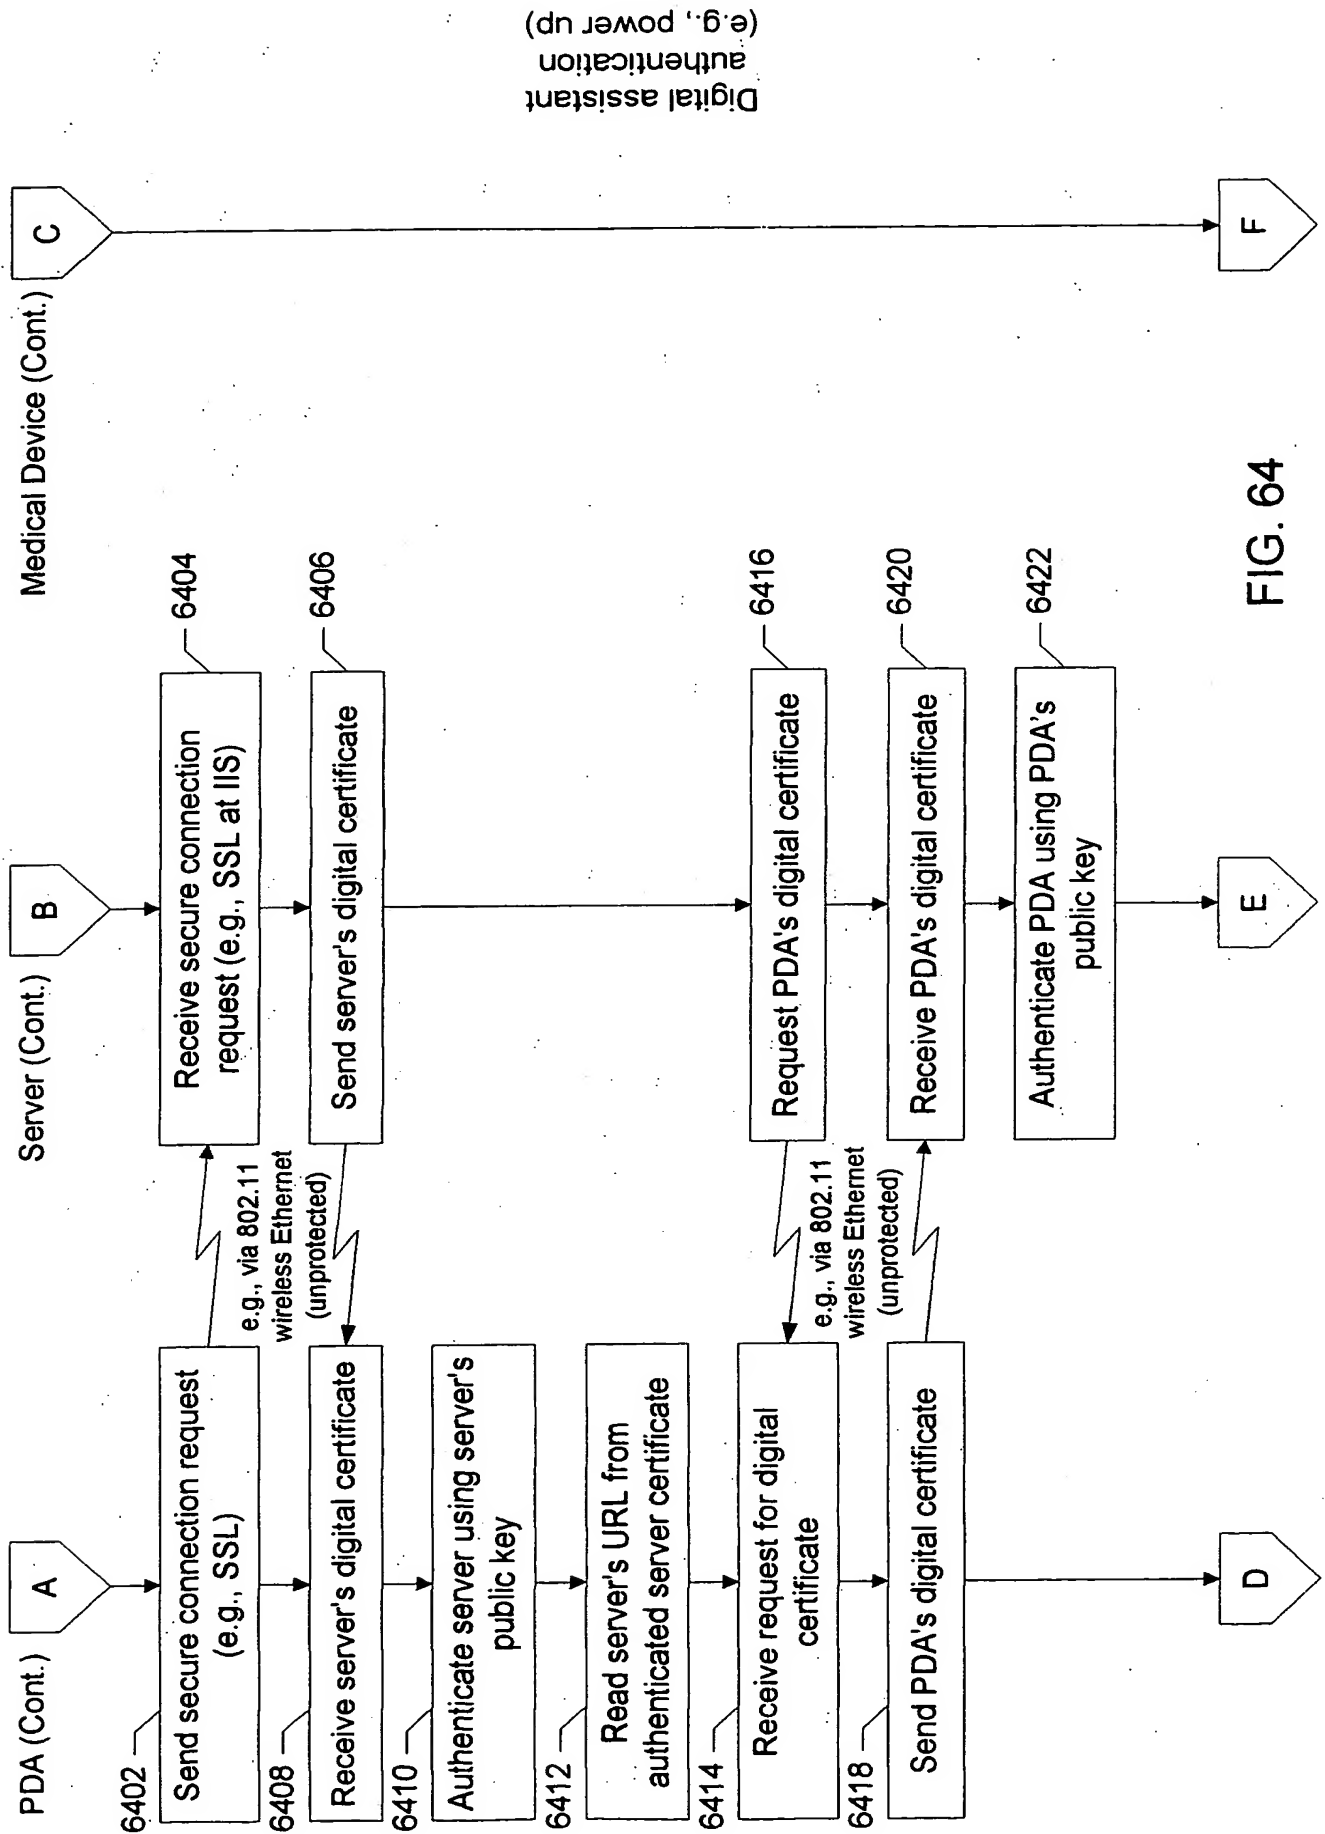 PDA (Cont.)
A
Server (Cont.)
B
Medical Device (Cont.)
C
6402
Send secure connection request
(e.g., SSL)
Receive secure connection
request (e.g., SSL at IIS)
6404
e.g., via 802.11
wireless Ethernet
(unprotected)
6408
Receive server's digital certificate
Send server's digital certificate
6406
6410
Authenticate server using server's
public key
6412
Read server's URL from
authenticated server certificate
6414
Receive request for digital
certificate
Request PDA's digital certificate
6416
e.g., via 802.11
wireless Ethernet
(unprotected)
6418
Send PDA's digital certificate
Receive PDA's digital certificate
6420
Authenticate PDA using PDA's
public key
6422
D
E
F
Digital assistant
authentication
(e.g., power up)
FIG. 64